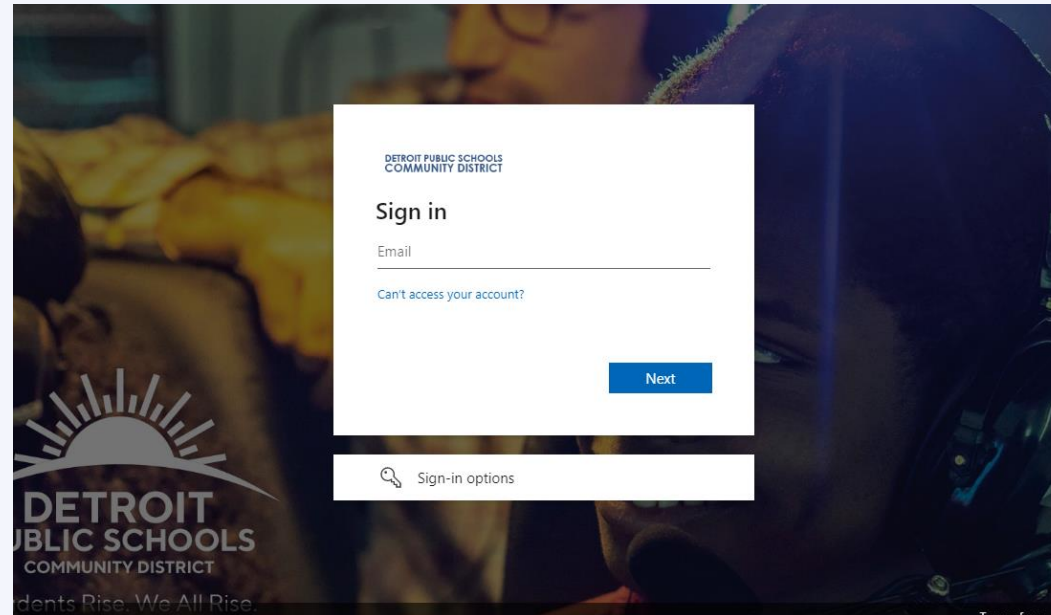 DETROIT PUBLIC SCHOOLS
COMMUNITY DISTRICT
Sign in
Email
Can't access your account?
Next
Sign-in options
DETROIT
UBLIC SCHOOLS
COMMUNITY DISTRICT
dents Rise. We All Rise.